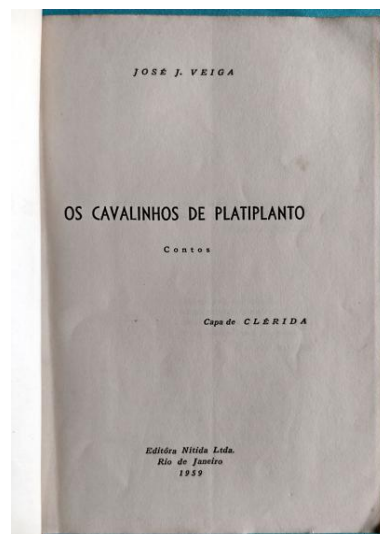 JOSÉ J. VEIGA
OS CAVALINHOS DE PLATIPLANTO
Contos
Capa de CLÉRIDA
Editôra Nítida Ltda.
Rio de Janeiro
1959